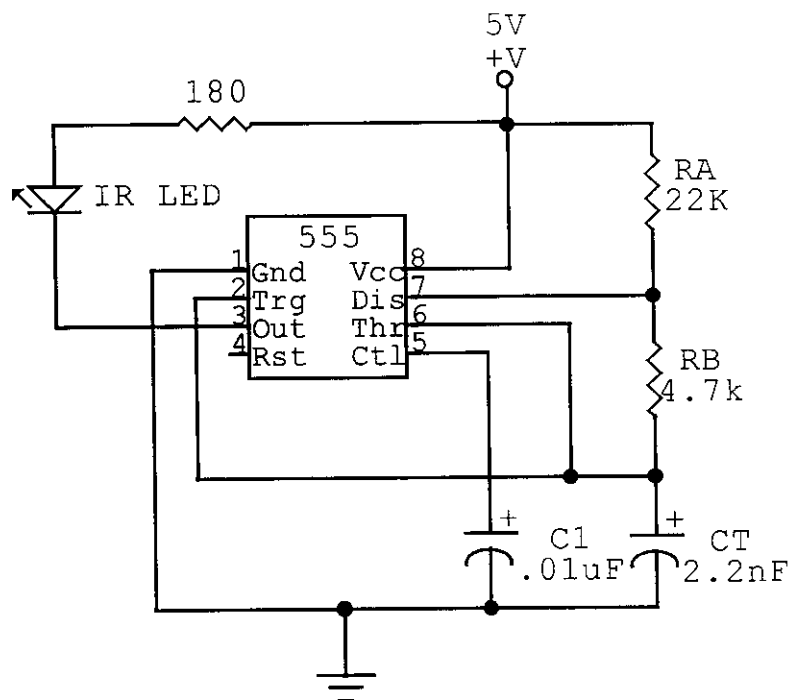 5V
+V
180
RA
22K
IR LED
555
1 Gnd
2 Trg
3 Out
4 Rst
Vcc 8
Dis 7
Thr 6
Ctl 5
RB
4.7k
+
C1
.01uF
+
CT
2.2nF